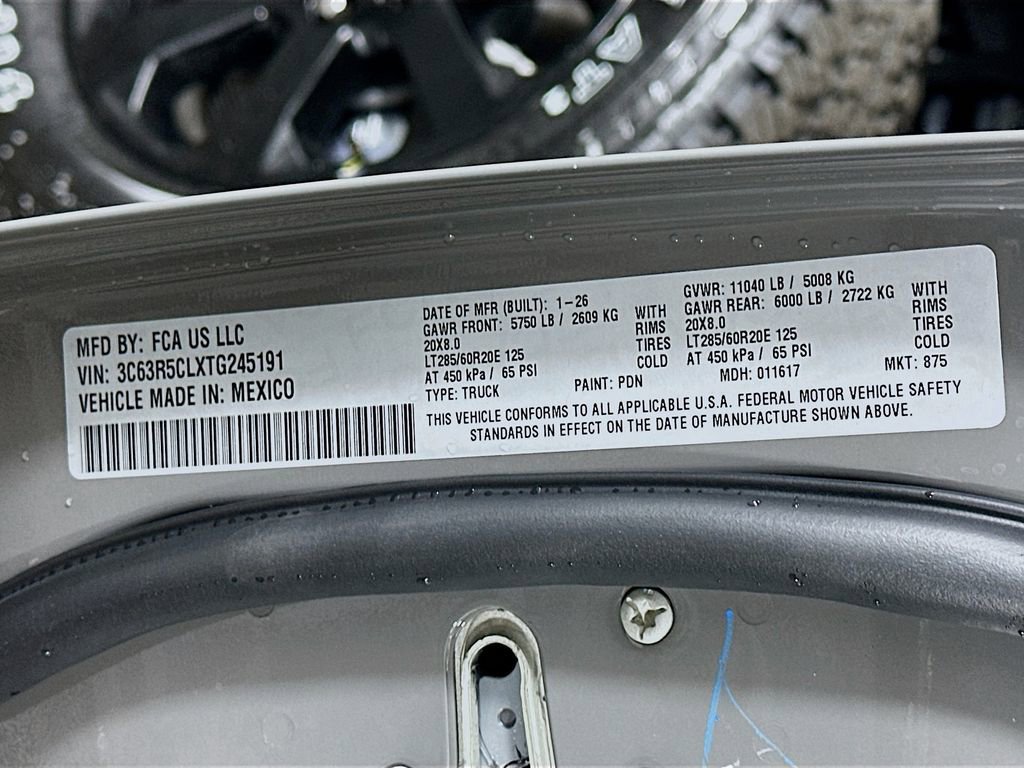 MFD BY: FCA US LLC
VIN: 3C63R5CLXTG245191
VEHICLE MADE IN: MEXICO
DATE OF MFR (BUILT): 1-26
GAWR FRONT: 5750 LB / 2609 KG
20X8.0
LT285/60R20E 125
AT 450 kPa / 65 PSI
WITH
RIMS
TIRES
COLD
GVWR: 11040 LB / 5008 KG
GAWR REAR: 6000 LB / 2722 KG
20X8.0
LT285/60R20E 125
AT 450 kPa / 65 PSI
WITH
RIMS
TIRES
COLD
TYPE: TRUCK
PAINT: PDN
MDH: 011617
MKT: 875
THIS VEHICLE CONFORMS TO ALL APPLICABLE U.S.A. FEDERAL MOTOR VEHICLE SAFETY
STANDARDS IN EFFECT ON THE DATE OF MANUFACTURE SHOWN ABOVE.